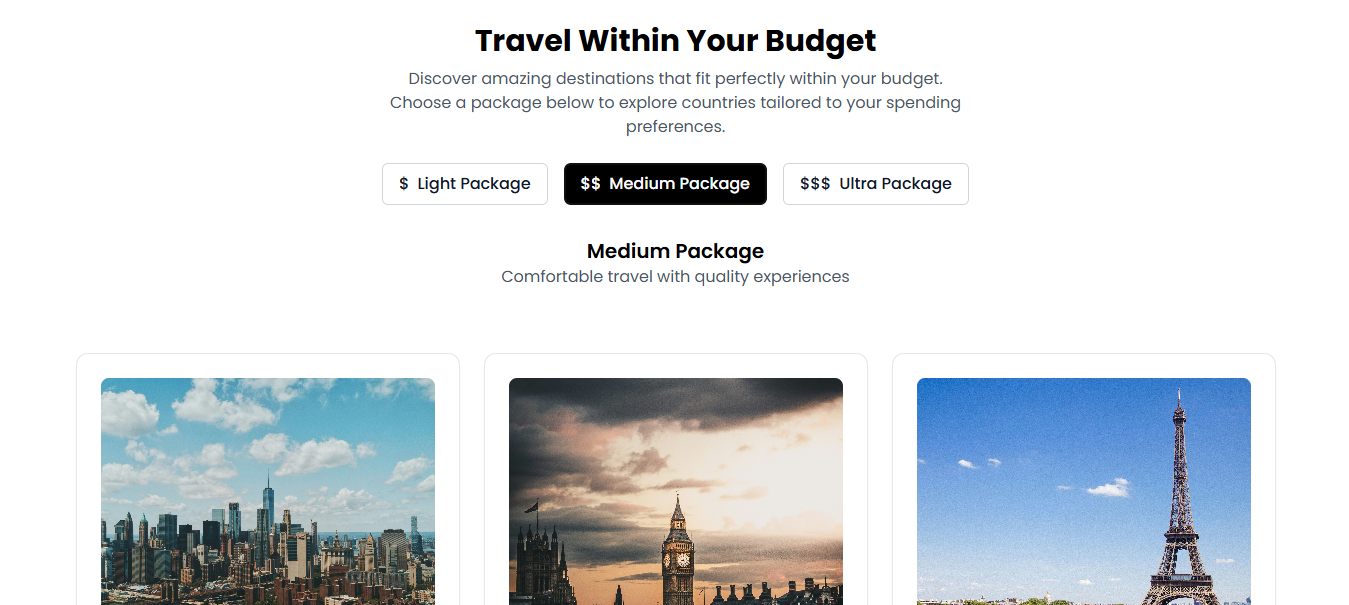 Travel Within Your Budget
Discover amazing destinations that fit perfectly within your budget.
Choose a package below to explore countries tailored to your spending
preferences.
$ Light Package
$$ Medium Package
$$$ Ultra Package
Medium Package
Comfortable travel with quality experiences